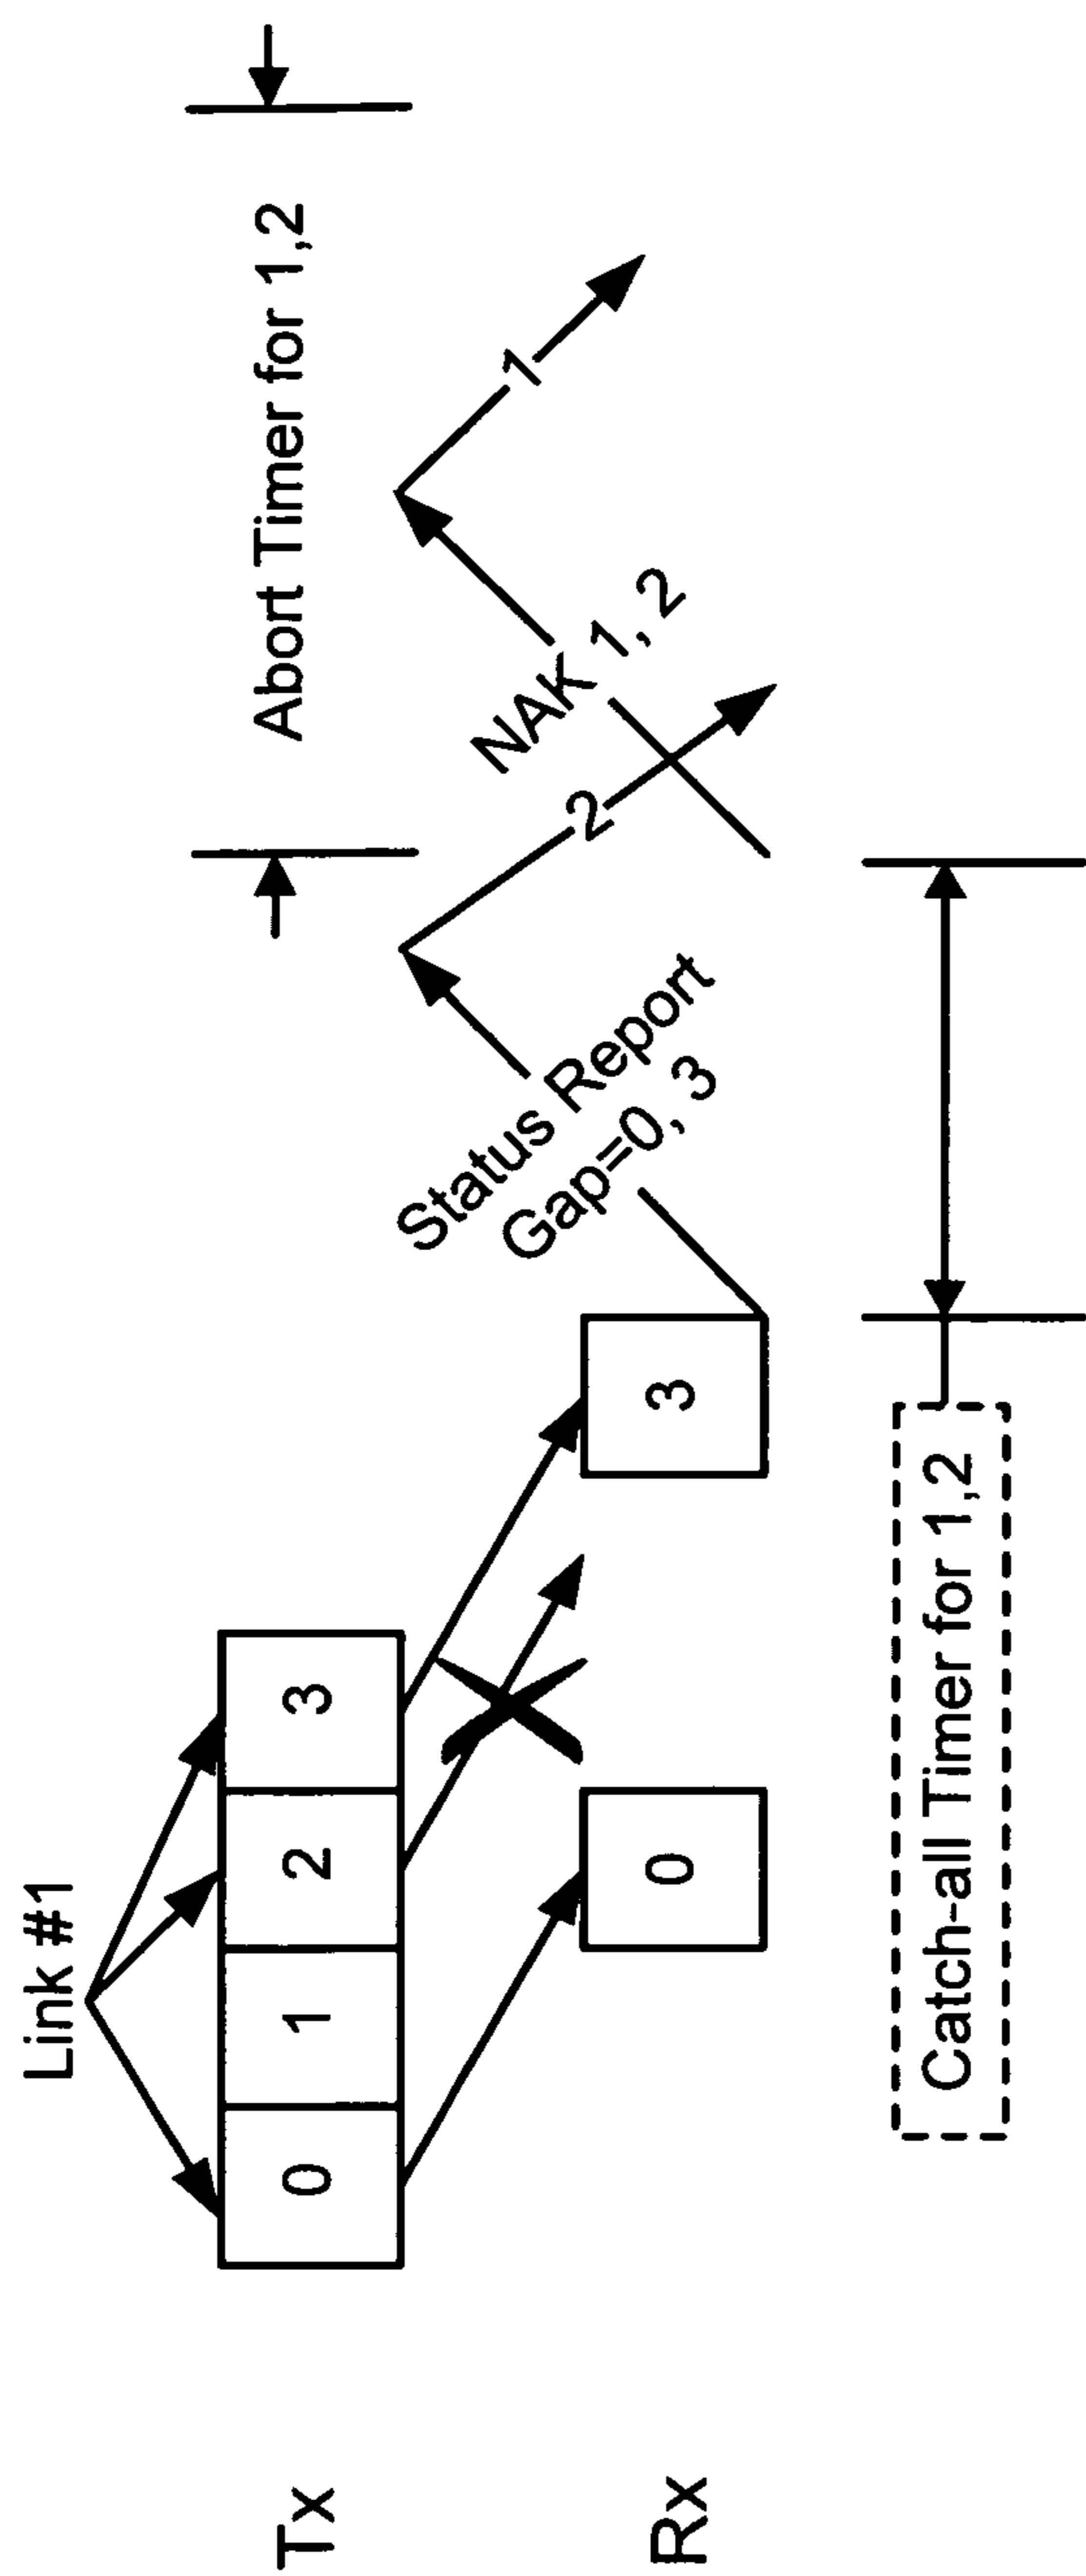 Link #1
Tx
0
1
2
3
Abort Timer for 1,2
Status Report
Gap=0, 3
2
NAK 1, 2
1
Rx
0
3
Catch-all Timer for 1,2